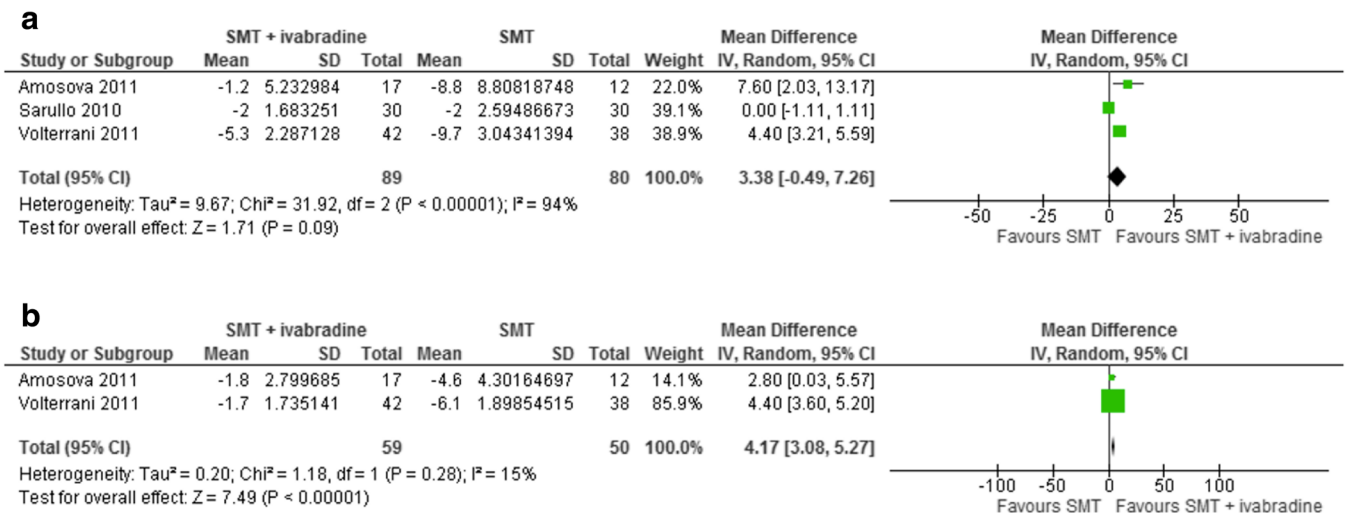 a
SMT + ivabradine SMT Mean Difference Mean Difference
Study or Subgroup Mean SD Total Mean SD Total Weight IV, Random, 95% CI IV, Random, 95% CI
Amosova 2011 -1.2 5.232984 17 -8.8 8.80818748 12 22.0% 7.60 [2.03, 13.17]
Sarullo 2010 -2 1.683251 30 -2 2.59486673 30 39.1% 0.00 [-1.11, 1.11]
Volterrani 2011 -5.3 2.287128 42 -9.7 3.04341394 38 38.9% 4.40 [3.21, 5.59]
Total (95% CI) 89 80 100.0% 3.38 [-0.49, 7.26]
Heterogeneity: Tau² = 9.67; Chi² = 31.92, df = 2 (P < 0.00001); I² = 94%
Test for overall effect: Z = 1.71 (P = 0.09)
-50 -25 0 25 50
Favours SMT Favours SMT + ivabradine
b
SMT + ivabradine SMT Mean Difference Mean Difference
Study or Subgroup Mean SD Total Mean SD Total Weight IV, Random, 95% CI IV, Random, 95% CI
Amosova 2011 -1.8 2.799685 17 -4.6 4.30164697 12 14.1% 2.80 [0.03, 5.57]
Volterrani 2011 -1.7 1.735141 42 -6.1 1.89854515 38 85.9% 4.40 [3.60, 5.20]
Total (95% CI) 59 50 100.0% 4.17 [3.08, 5.27]
Heterogeneity: Tau² = 0.20; Chi² = 1.18, df = 1 (P = 0.28); I² = 15%
Test for overall effect: Z = 7.49 (P < 0.00001)
-100 -50 0 50 100
Favours SMT Favours SMT + ivabradine